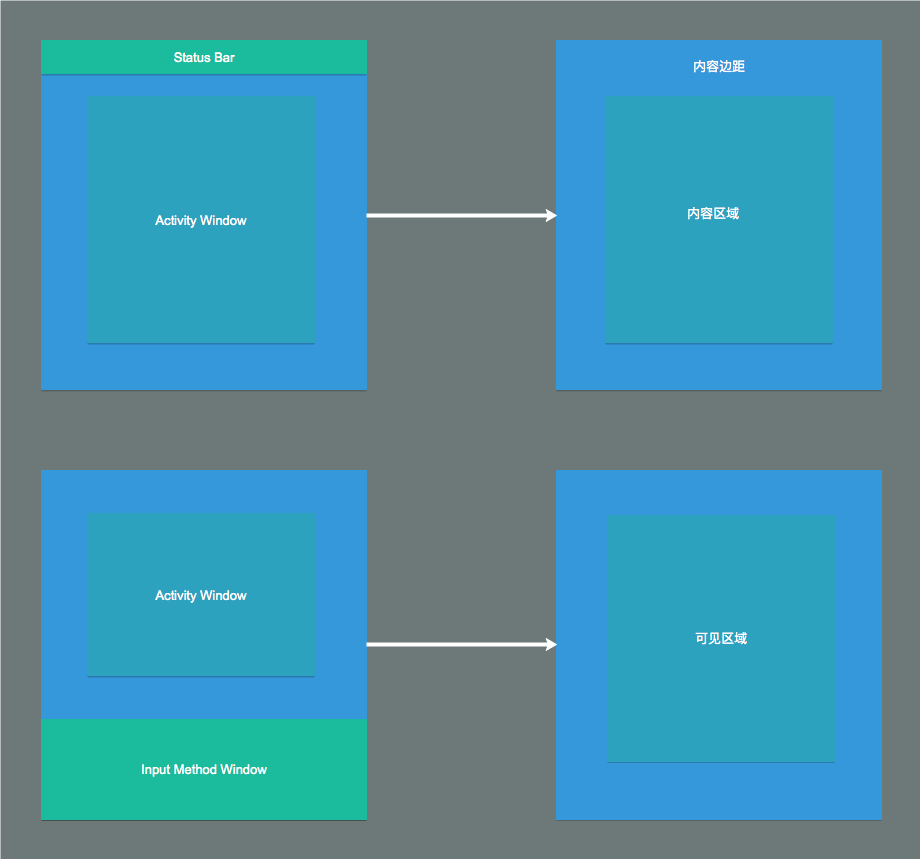 Status Bar
内容边距
Activity Window
内容区域
Activity Window
可见区域
Input Method Window